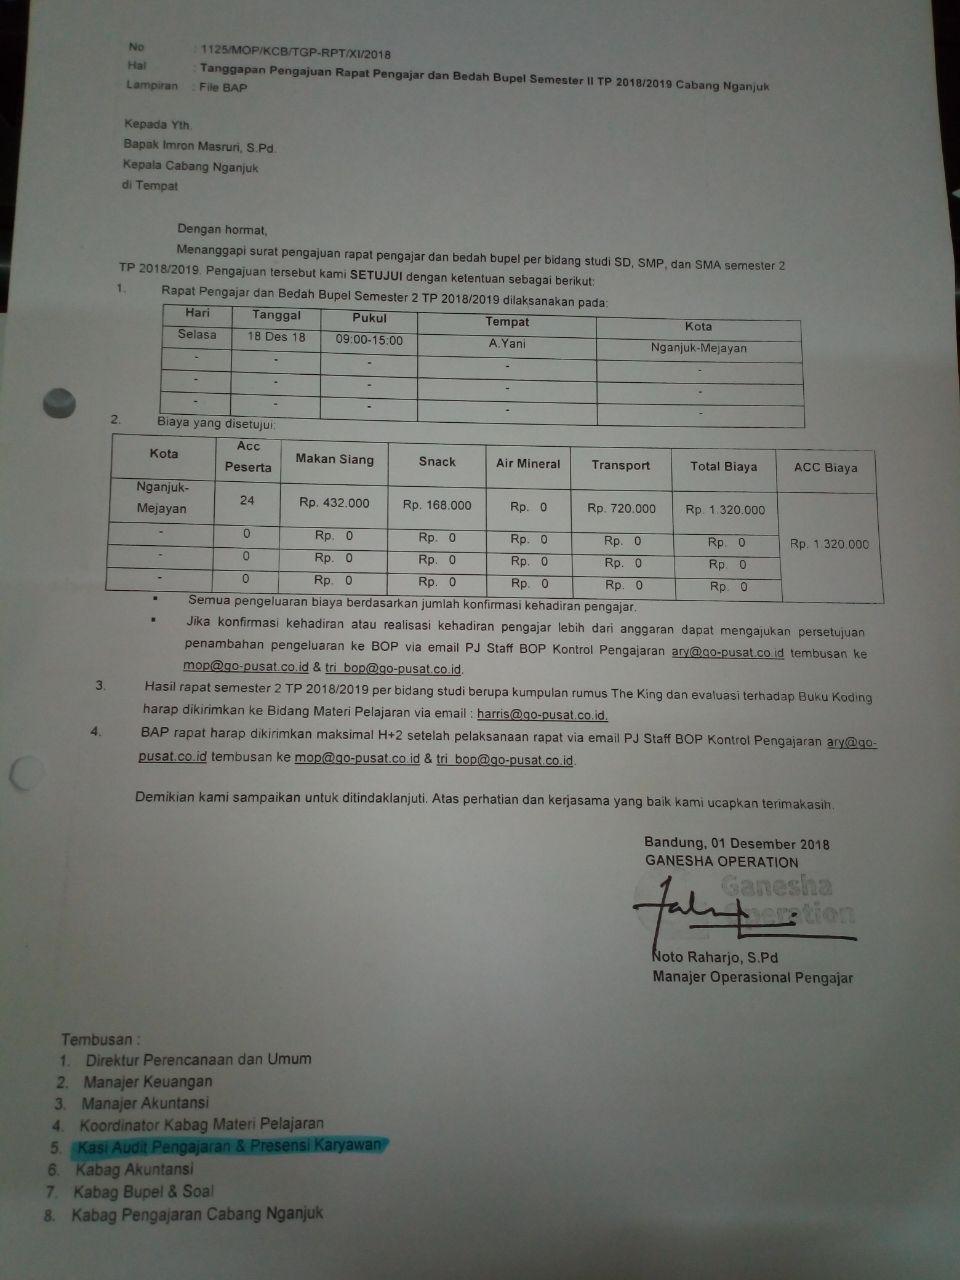 No : 1125/MOP/KCB/TGP-RPT/XI/2018
Hal : Tanggapan Pengajuan Rapat Pengajar dan Bedah Bupel Semester II TP 2018/2019 Cabang Nganjuk
Lampiran : File BAP
Kepada Yth.
Bapak Imron Masruri, S.Pd.
Kepala Cabang Nganjuk
di Tempat
Dengan hormat,
Menanggapi surat pengajuan rapat pengajar dan bedah bupel per bidang studi SD, SMP, dan SMA semester 2
TP 2018/2019. Pengajuan tersebut kami SETUJUI dengan ketentuan sebagai berikut:
1. Rapat Pengajar dan Bedah Bupel Semester 2 TP 2018/2019 dilaksanakan pada:
Hari Tanggal Pukul Tempat Kota
Selasa 18 Des 18 09:00-15:00 A.Yani Nganjuk-Mejayan
- - - - -
- - - - -
- - - - -
2. Biaya yang disetujui:
Kota Acc Peserta Makan Siang Snack Air Mineral Transport Total Biaya ACC Biaya
Nganjuk-Mejayan 24 Rp. 432.000 Rp. 168.000 Rp. 0 Rp. 720.000 Rp. 1.320.000 Rp. 1.320.000
- 0 Rp. 0 Rp. 0 Rp. 0 Rp. 0 Rp. 0
- 0 Rp. 0 Rp. 0 Rp. 0 Rp. 0 Rp. 0
- 0 Rp. 0 Rp. 0 Rp. 0 Rp. 0 Rp. 0
▪ Semua pengeluaran biaya berdasarkan jumlah konfirmasi kehadiran pengajar.
▪ Jika konfirmasi kehadiran atau realisasi kehadiran pengajar lebih dari anggaran dapat mengajukan persetujuan
penambahan pengeluaran ke BOP via email PJ Staff BOP Kontrol Pengajaran ary@go-pusat.co.id tembusan ke
mop@go-pusat.co.id & tri_bop@go-pusat.co.id.
3. Hasil rapat semester 2 TP 2018/2019 per bidang studi berupa kumpulan rumus The King dan evaluasi terhadap Buku Koding
harap dikirimkan ke Bidang Materi Pelajaran via email : harris@go-pusat.co.id.
4. BAP rapat harap dikirimkan maksimal H+2 setelah pelaksanaan rapat via email PJ Staff BOP Kontrol Pengajaran ary@go-
pusat.co.id tembusan ke mop@go-pusat.co.id & tri_bop@go-pusat.co.id.
Demikian kami sampaikan untuk ditindaklanjuti. Atas perhatian dan kerjasama yang baik kami ucapkan terimakasih.
Bandung, 01 Desember 2018
GANESHA OPERATION
Ganesha
Operation
Noto Raharjo, S.Pd
Manajer Operasional Pengajar
Tembusan :
1. Direktur Perencanaan dan Umum
2. Manajer Keuangan
3. Manajer Akuntansi
4. Koordinator Kabag Materi Pelajaran
5. Kasi Audit Pengajaran & Presensi Karyawan
6. Kabag Akuntansi
7. Kabag Bupel & Soal
8. Kabag Pengajaran Cabang Nganjuk